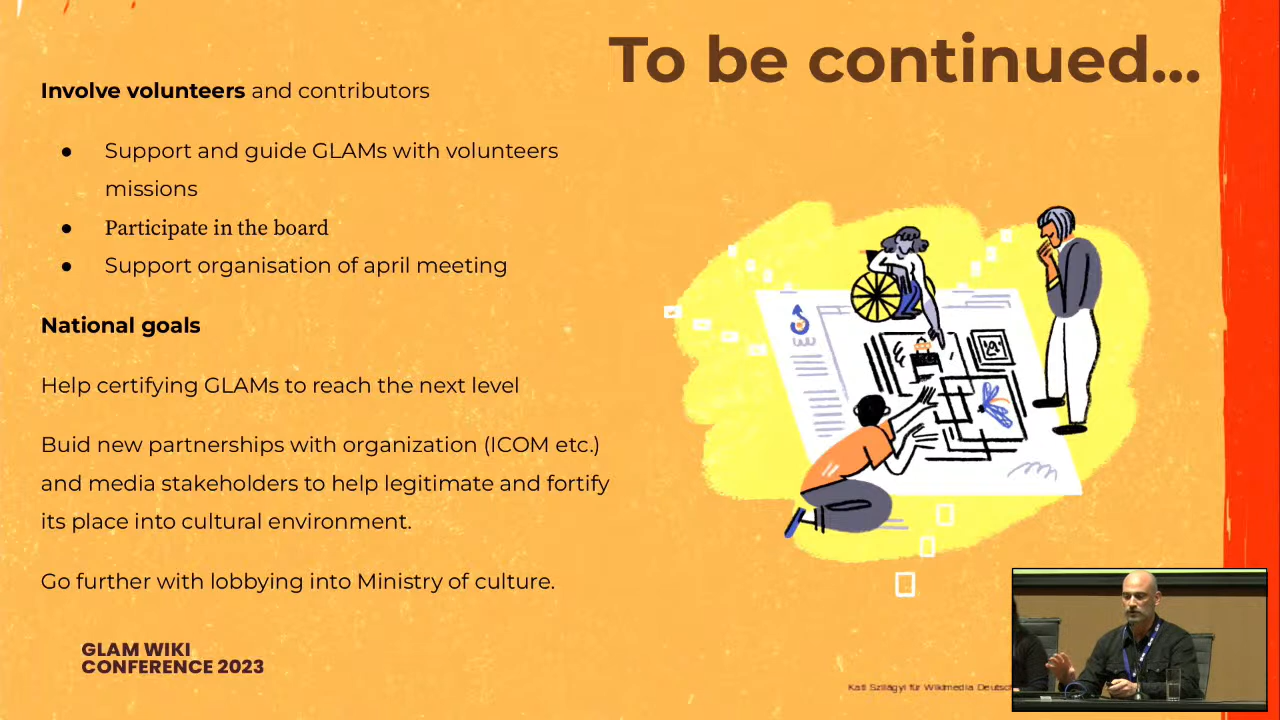 To be continued...
Involve volunteers and contributors
● Support and guide GLAMs with volunteers
missions
● Participate in the board
● Support organisation of april meeting
National goals
Help certifying GLAMs to reach the next level
Buid new partnerships with organization (ICOM etc.)
and media stakeholders to help legitimate and fortify
its place into cultural environment.
Go further with lobbying into Ministry of culture.
GLAM WIKI
CONFERENCE 2023
Kati Szilágyi für Wikimedia Deutsch